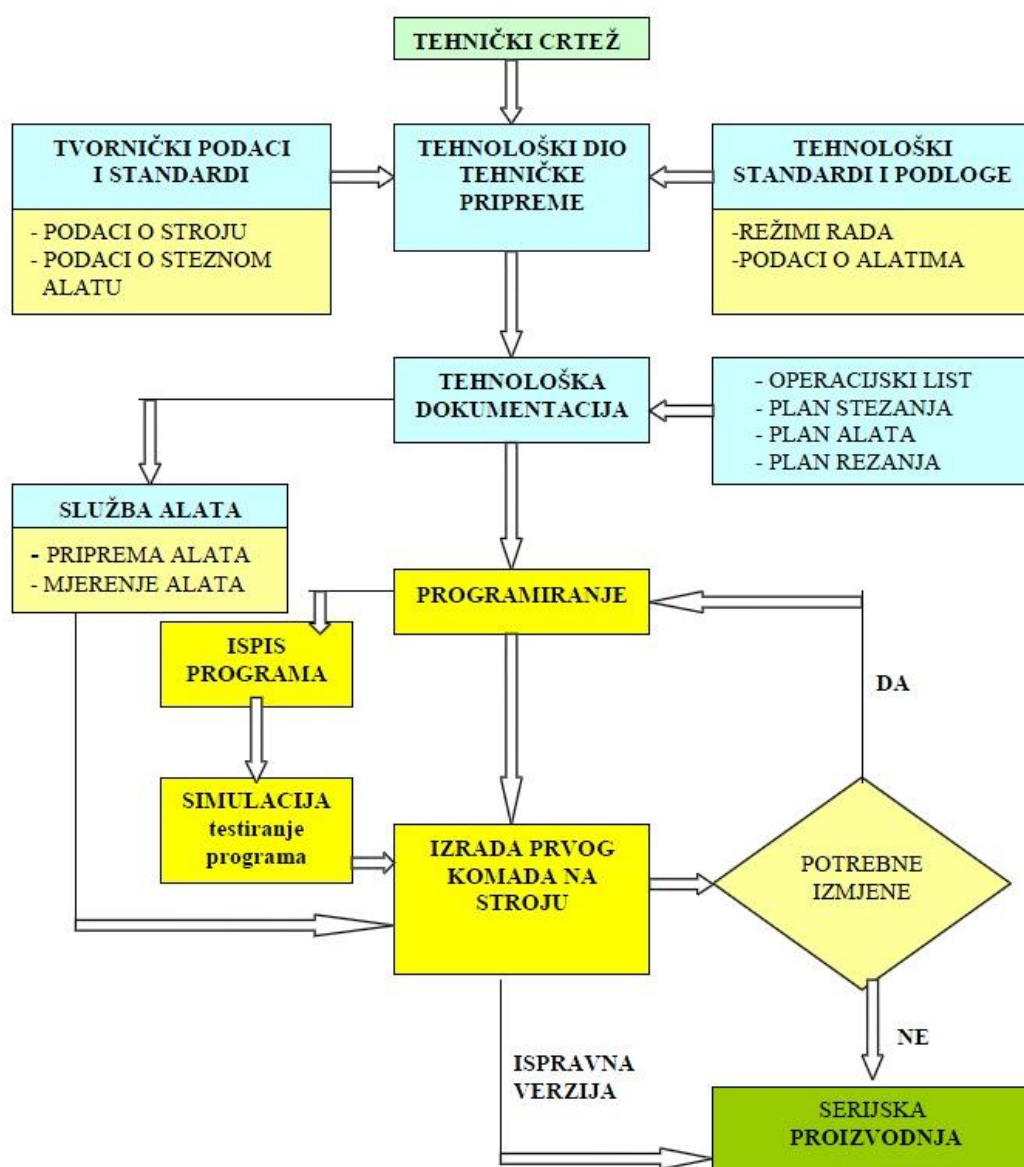 TEHNIČKI CRTEŽ
TVORNIČKI PODACI
I STANDARDI
- PODACI O STROJU
- PODACI O STEZNOM
ALATU
TEHNOLOŠKI DIO
TEHNIČKE
PRIPREME
TEHNOLOŠKI
STANDARDI I PODLOGE
-REŽIMI RADA
-PODACI O ALATIMA
TEHNOLOŠKA
DOKUMENTACIJA
- OPERACIJSKI LIST
- PLAN STEZANJA
- PLAN ALATA
- PLAN REZANJA
SLUŽBA ALATA
- PRIPREMA ALATA
- MJERENJE ALATA
PROGRAMIRANJE
ISPIS
PROGRAMA
DA
SIMULACIJA
testiranje
programa
IZRADA PRVOG
KOMADA NA
STROJU
POTREBNE
IZMJENE
NE
ISPRAVNA
VERZIJA
SERIJSKA
PROIZVODNJA